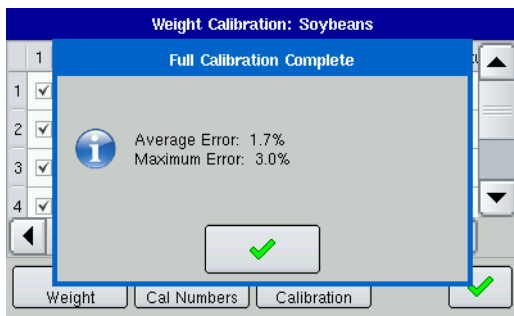 Weight Calibration: Soybeans
1
Full Calibration Complete
1
2
3
4
Average Error: 1.7%
Maximum Error: 3.0%
Weight
Cal Numbers
Calibration